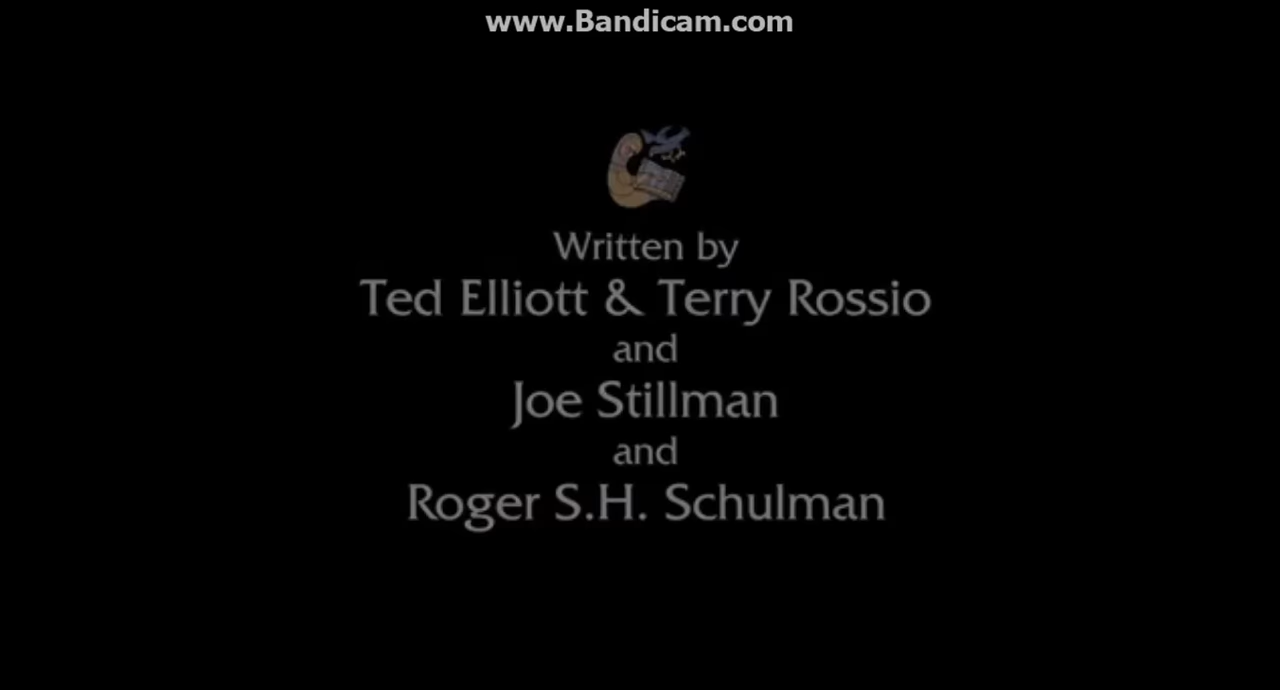 www.Bandicam.com
Written by
Ted Elliott & Terry Rossio
and
Joe Stillman
and
Roger S.H. Schulman